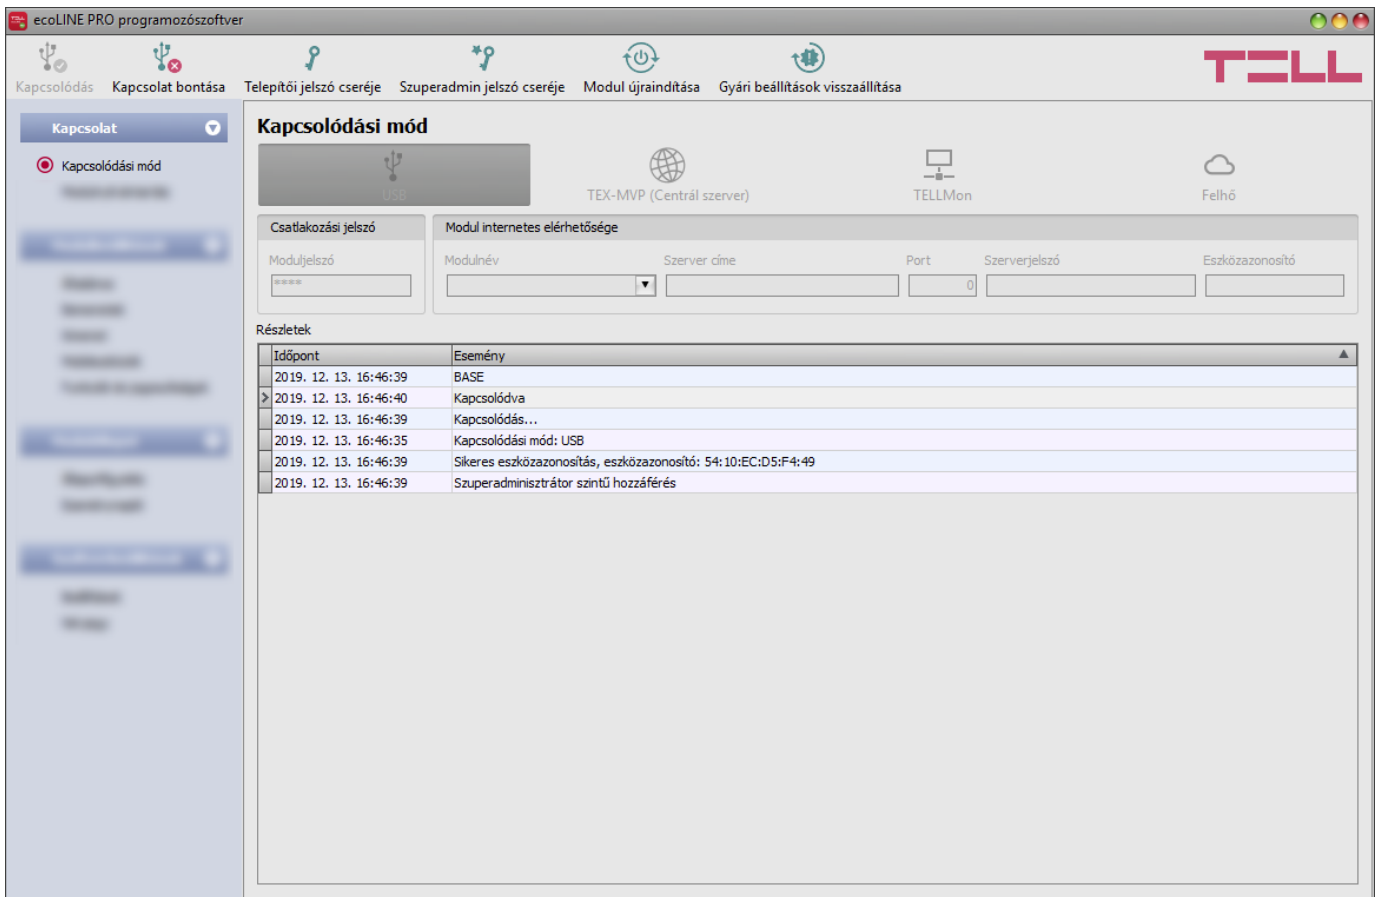 ecoLINE PRO programozószoftver
Kapcsolódás Kapcsolat bontása Telepítői jelszó cseréje Szuperadmin jelszó cseréje Modul újraindítása Gyári beállítások visszaállítása
TELL
Kapcsolat
Kapcsolódási mód
Kapcsolódási mód
USB TEX-MVP (Centrál szerver) TELLMon Felhő
Csatlakozási jelszó Modul internetes elérhetősége
Moduljelszó Modulnév Szerver címe Port Szerverjelszó Eszközazonosító
**** 0
Részletek
Időpont Esemény
2019. 12. 13. 16:46:39 BASE
2019. 12. 13. 16:46:40 Kapcsolódva
2019. 12. 13. 16:46:39 Kapcsolódás...
2019. 12. 13. 16:46:35 Kapcsolódási mód: USB
2019. 12. 13. 16:46:39 Sikeres eszközazonosítás, eszközazonosító: 54:10:EC:D5:F4:49
2019. 12. 13. 16:46:39 Szuperadminisztrátor szintű hozzáférés